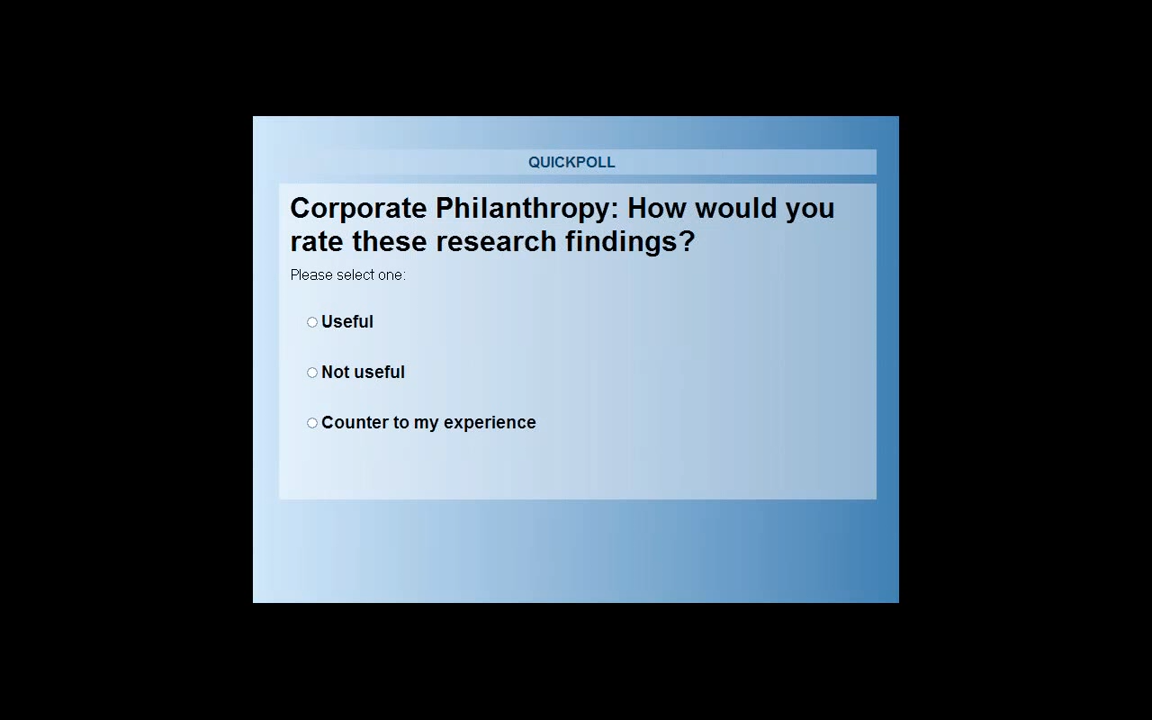 QUICKPOLL
Corporate Philanthropy: How would you
rate these research findings?
Please select one:
Useful
Not useful
Counter to my experience